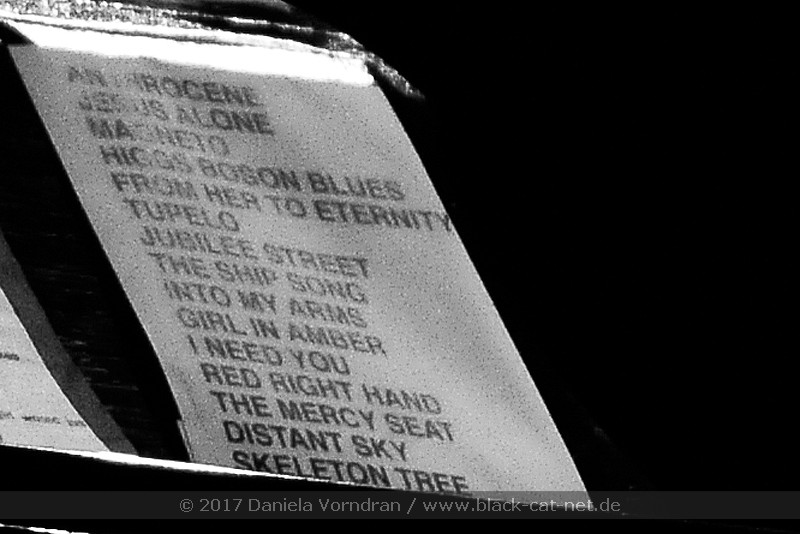 ANTHROCENE
JESUS ALONE
MAGNETO
HIGGS BOSON BLUES
FROM HER TO ETERNITY
TUPELO
JUBILEE STREET
THE SHIP SONG
INTO MY ARMS
GIRL IN AMBER
I NEED YOU
RED RIGHT HAND
THE MERCY SEAT
DISTANT SKY
SKELETON TREE
© 2017 Daniela Vorndran / www.black-cat-net.de